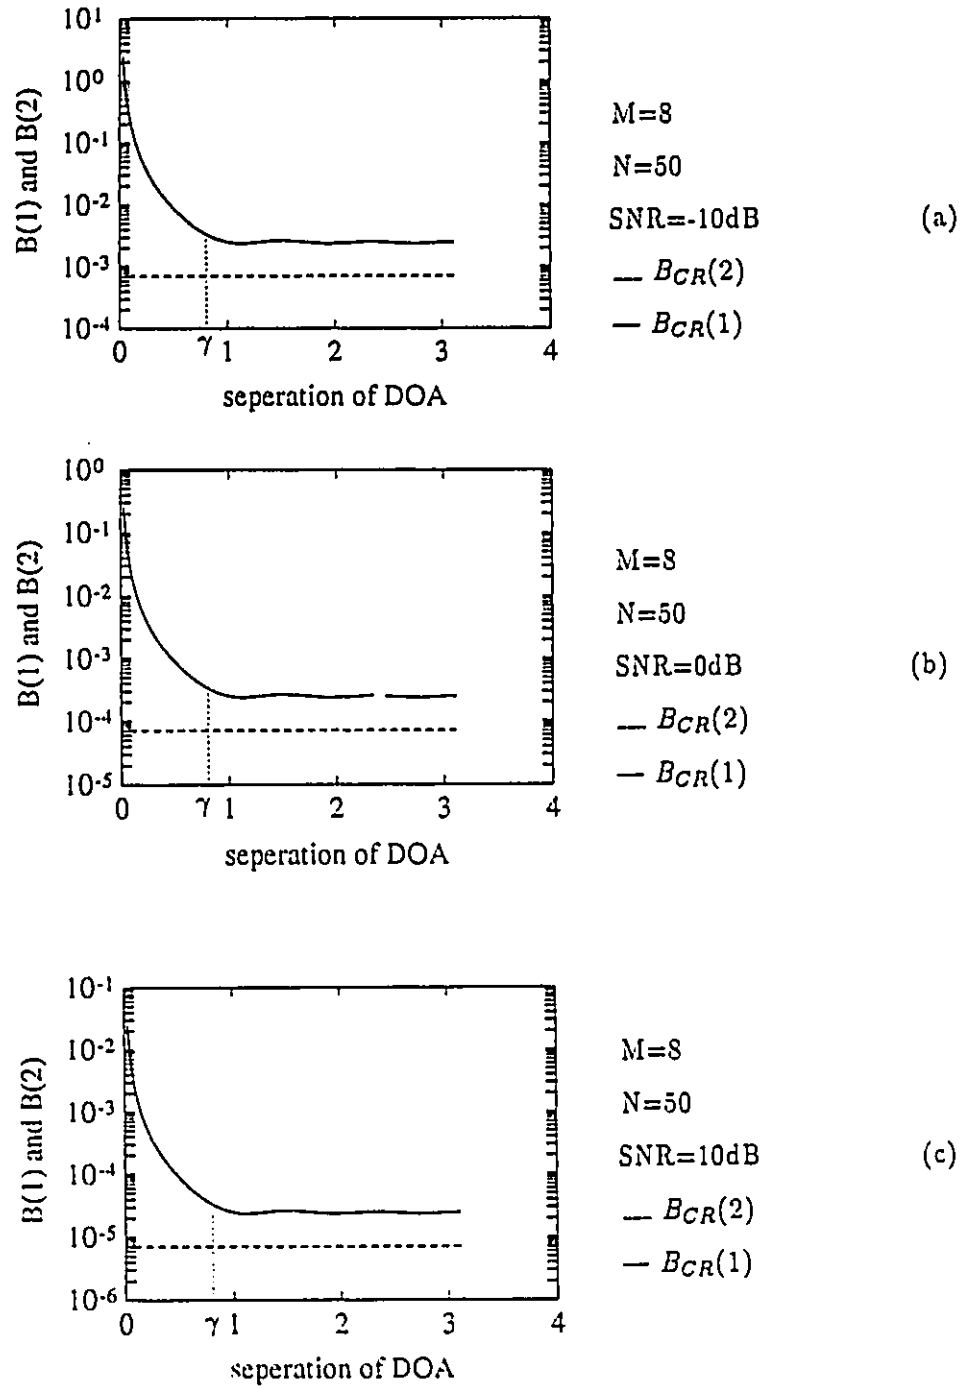 10¹
10⁰
10⁻¹
10⁻²
10⁻³
10⁻⁴
B(1) and B(2)
0 γ 1 2 3 4
seperation of DOA
M=8
N=50
SNR=-10dB
— B_CR(2)
— B_CR(1)
(a)
10⁰
10⁻¹
10⁻²
10⁻³
10⁻⁴
10⁻⁵
B(1) and B(2)
0 γ 1 2 3 4
seperation of DOA
M=8
N=50
SNR=0dB
— B_CR(2)
— B_CR(1)
(b)
10⁻¹
10⁻²
10⁻³
10⁻⁴
10⁻⁵
10⁻⁶
B(1) and B(2)
0 γ 1 2 3 4
seperation of DOA
M=8
N=50
SNR=10dB
— B_CR(2)
— B_CR(1)
(c)